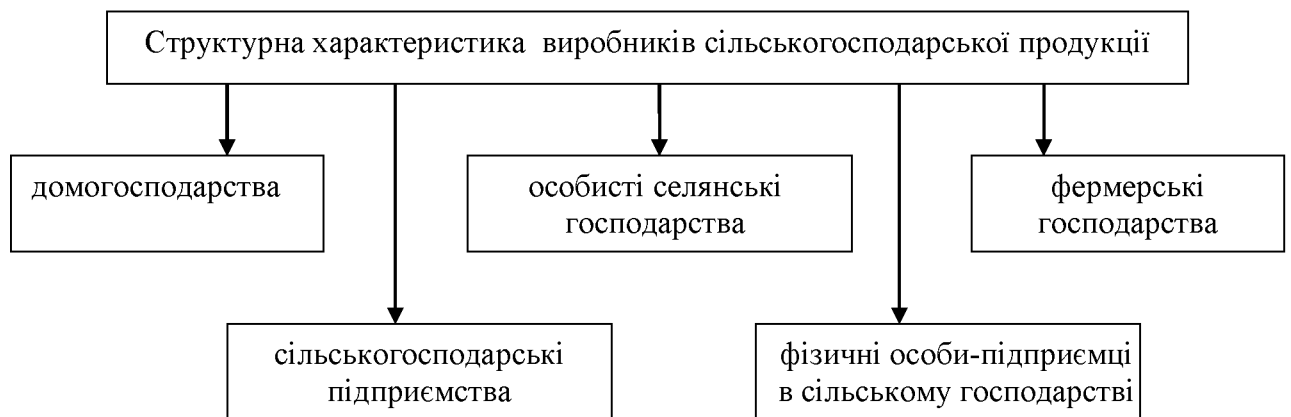 Структурна характеристика виробників сільськогосподарської продукції
домогосподарства
особисті селянські
господарства
фермерські
господарства
сільськогосподарські
підприємства
фізичні особи-підприємці
в сільському господарстві